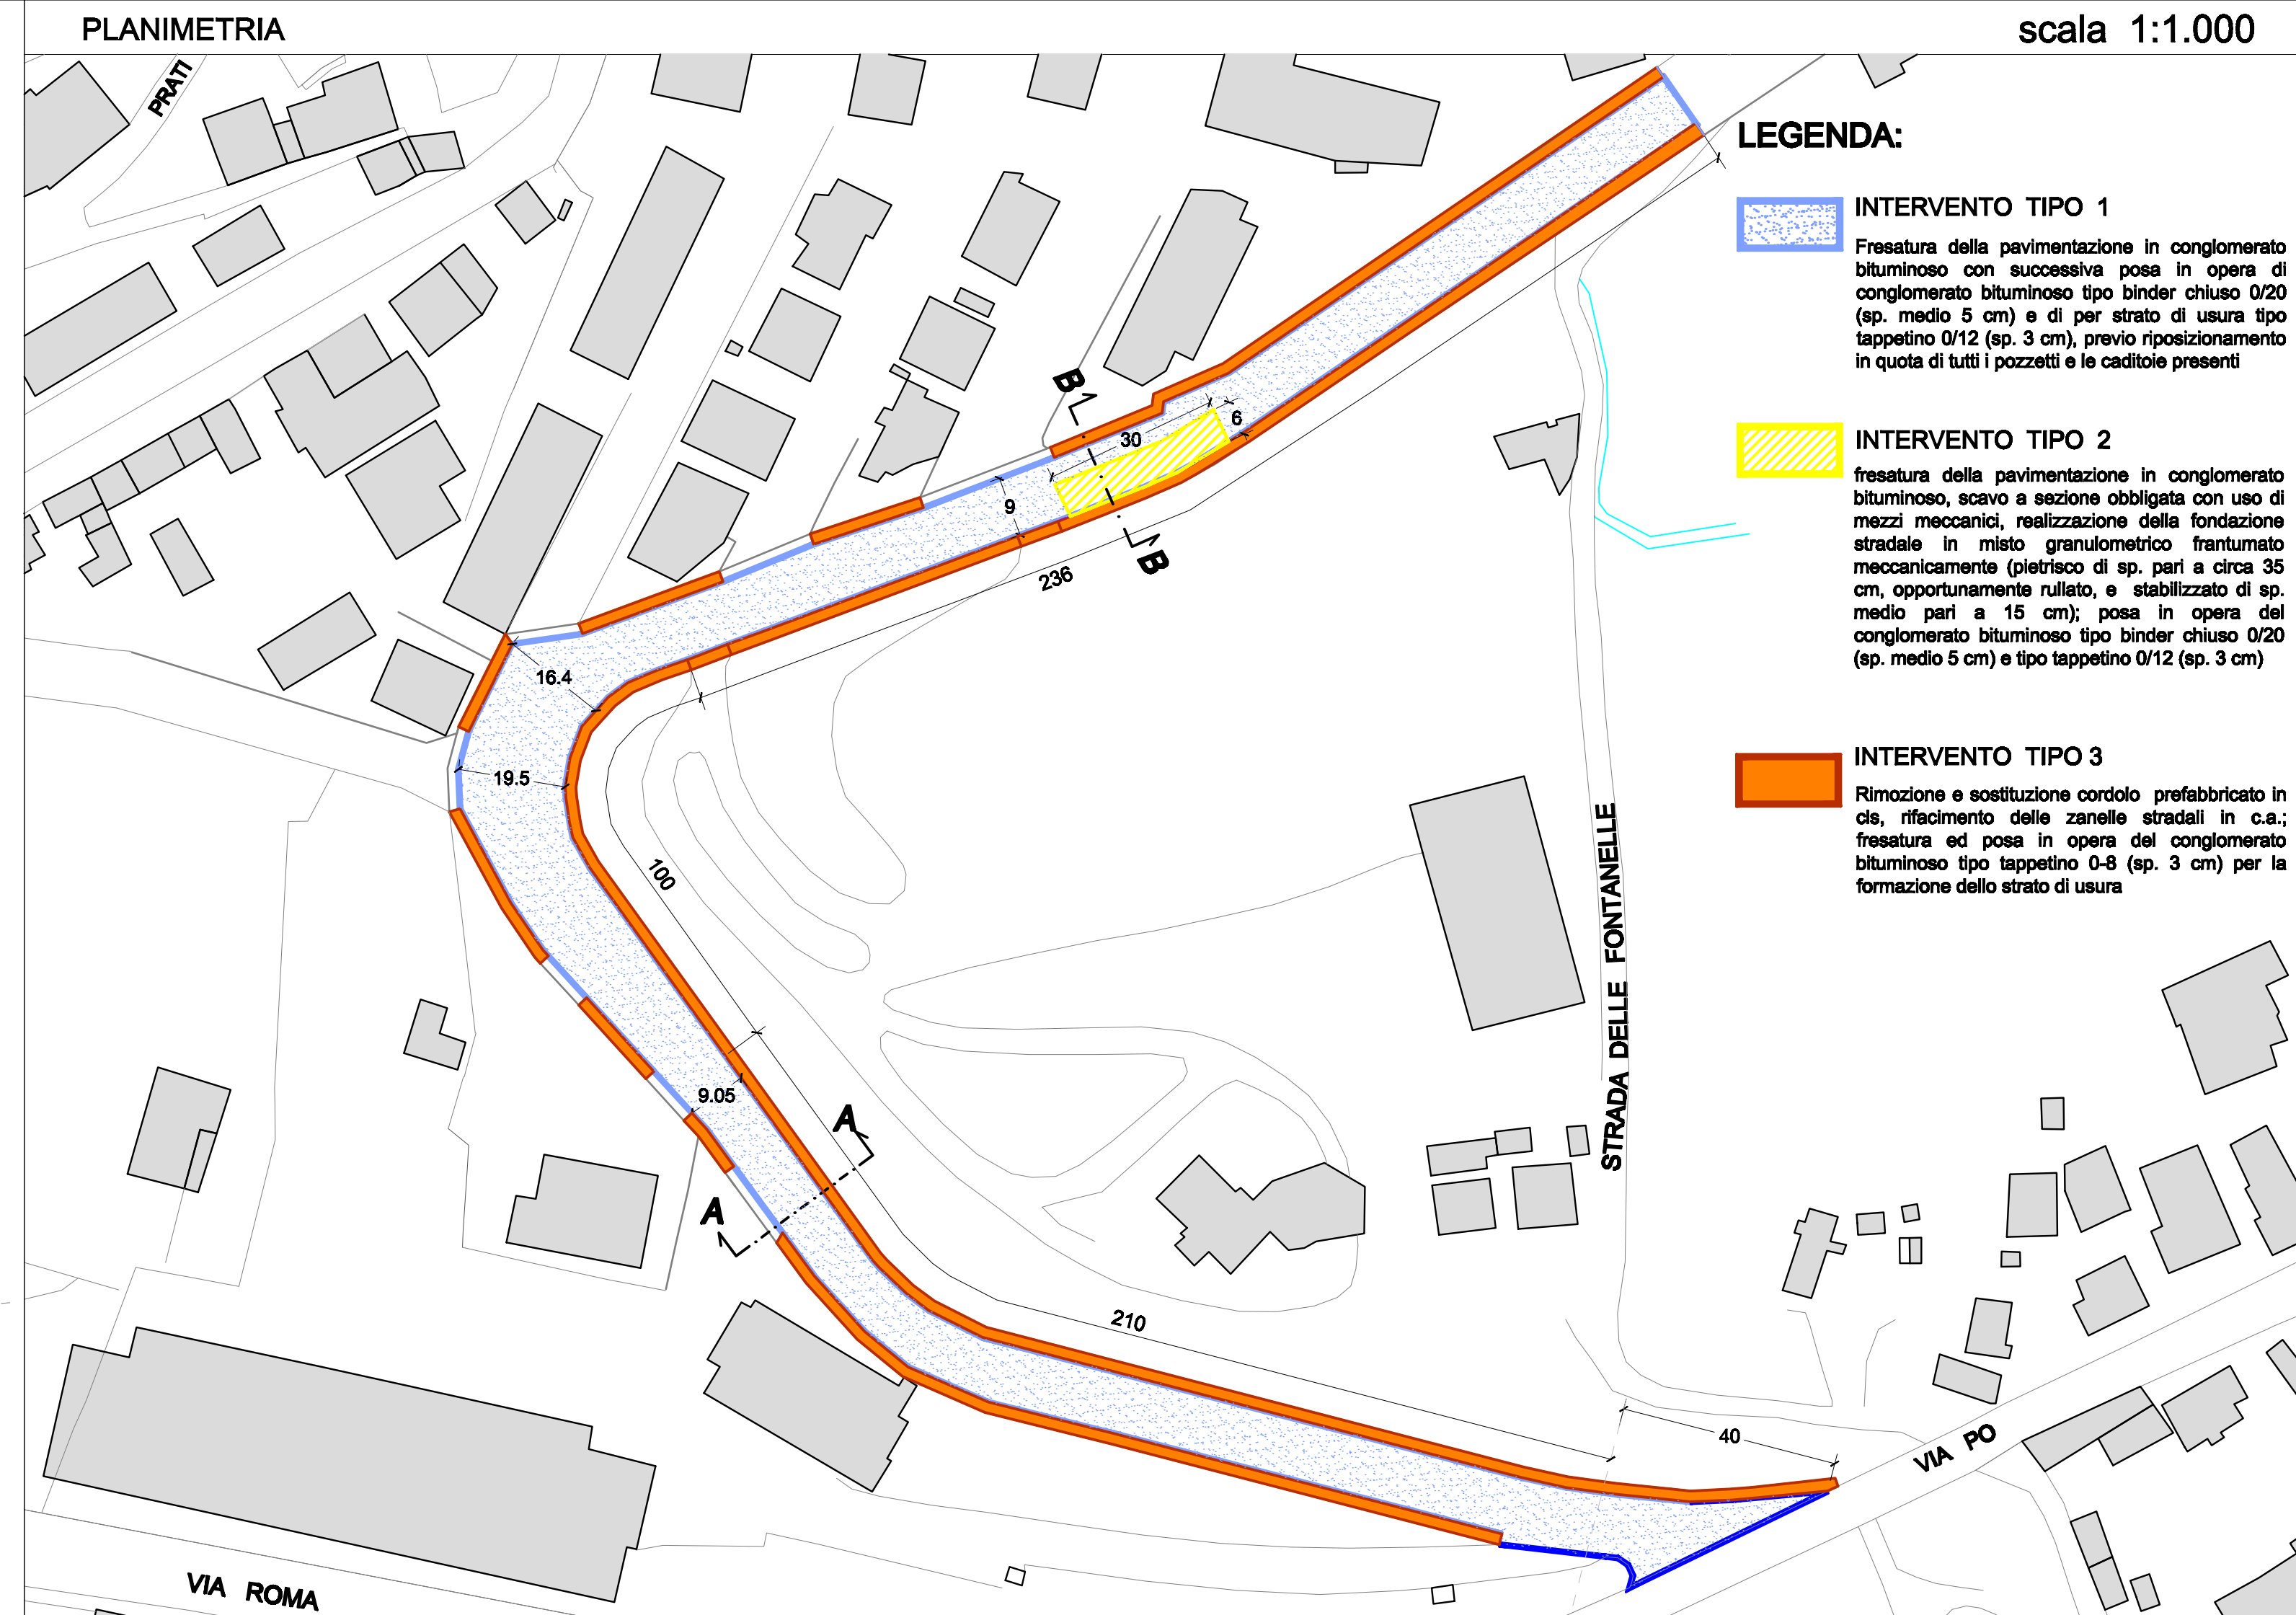 PLANIMETRIA
scala 1:1.000
PRATI
LEGENDA:
INTERVENTO TIPO 1
Fresatura della pavimentazione in conglomerato
bituminoso con successiva posa in opera di
conglomerato bituminoso tipo binder chiuso 0/20
(sp. medio 5 cm) e di per strato di usura tipo
tappetino 0/12 (sp. 3 cm), previo riposizionamento
in quota di tutti i pozzetti e le caditoie presenti
INTERVENTO TIPO 2
fresatura della pavimentazione in conglomerato
bituminoso, scavo a sezione obbligata con uso di
mezzi meccanici, realizzazione della fondazione
stradale in misto granulometrico frantumato
meccanicamente (pietrisco di sp. pari a circa 35
cm, opportunamente rullato, e stabilizzato di sp.
medio pari a 15 cm); posa in opera del
conglomerato bituminoso tipo binder chiuso 0/20
(sp. medio 5 cm) e tipo tappetino 0/12 (sp. 3 cm)
INTERVENTO TIPO 3
Rimozione e sostituzione cordolo prefabbricato in
cls, rifacimento delle zanelle stradali in c.a.;
fresatura ed posa in opera del conglomerato
bituminoso tipo tappetino 0-8 (sp. 3 cm) per la
formazione dello strato di usura
B
6
30
9
B
236
16.4
19.5
100
STRADA DELLE FONTANELLE
9.05
A
A
210
40
VIA PO
VIA ROMA